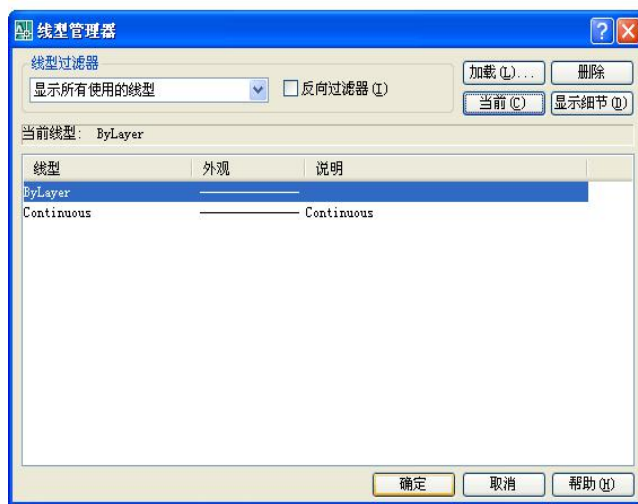 线型管理器
线型过滤器
显示所有使用的线型
反向过滤器(I)
加载(L)...
删除
当前(C)
显示细节(D)
当前线型: ByLayer
线型 外观 说明
ByLayer
Continuous Continuous
确定 取消 帮助(H)